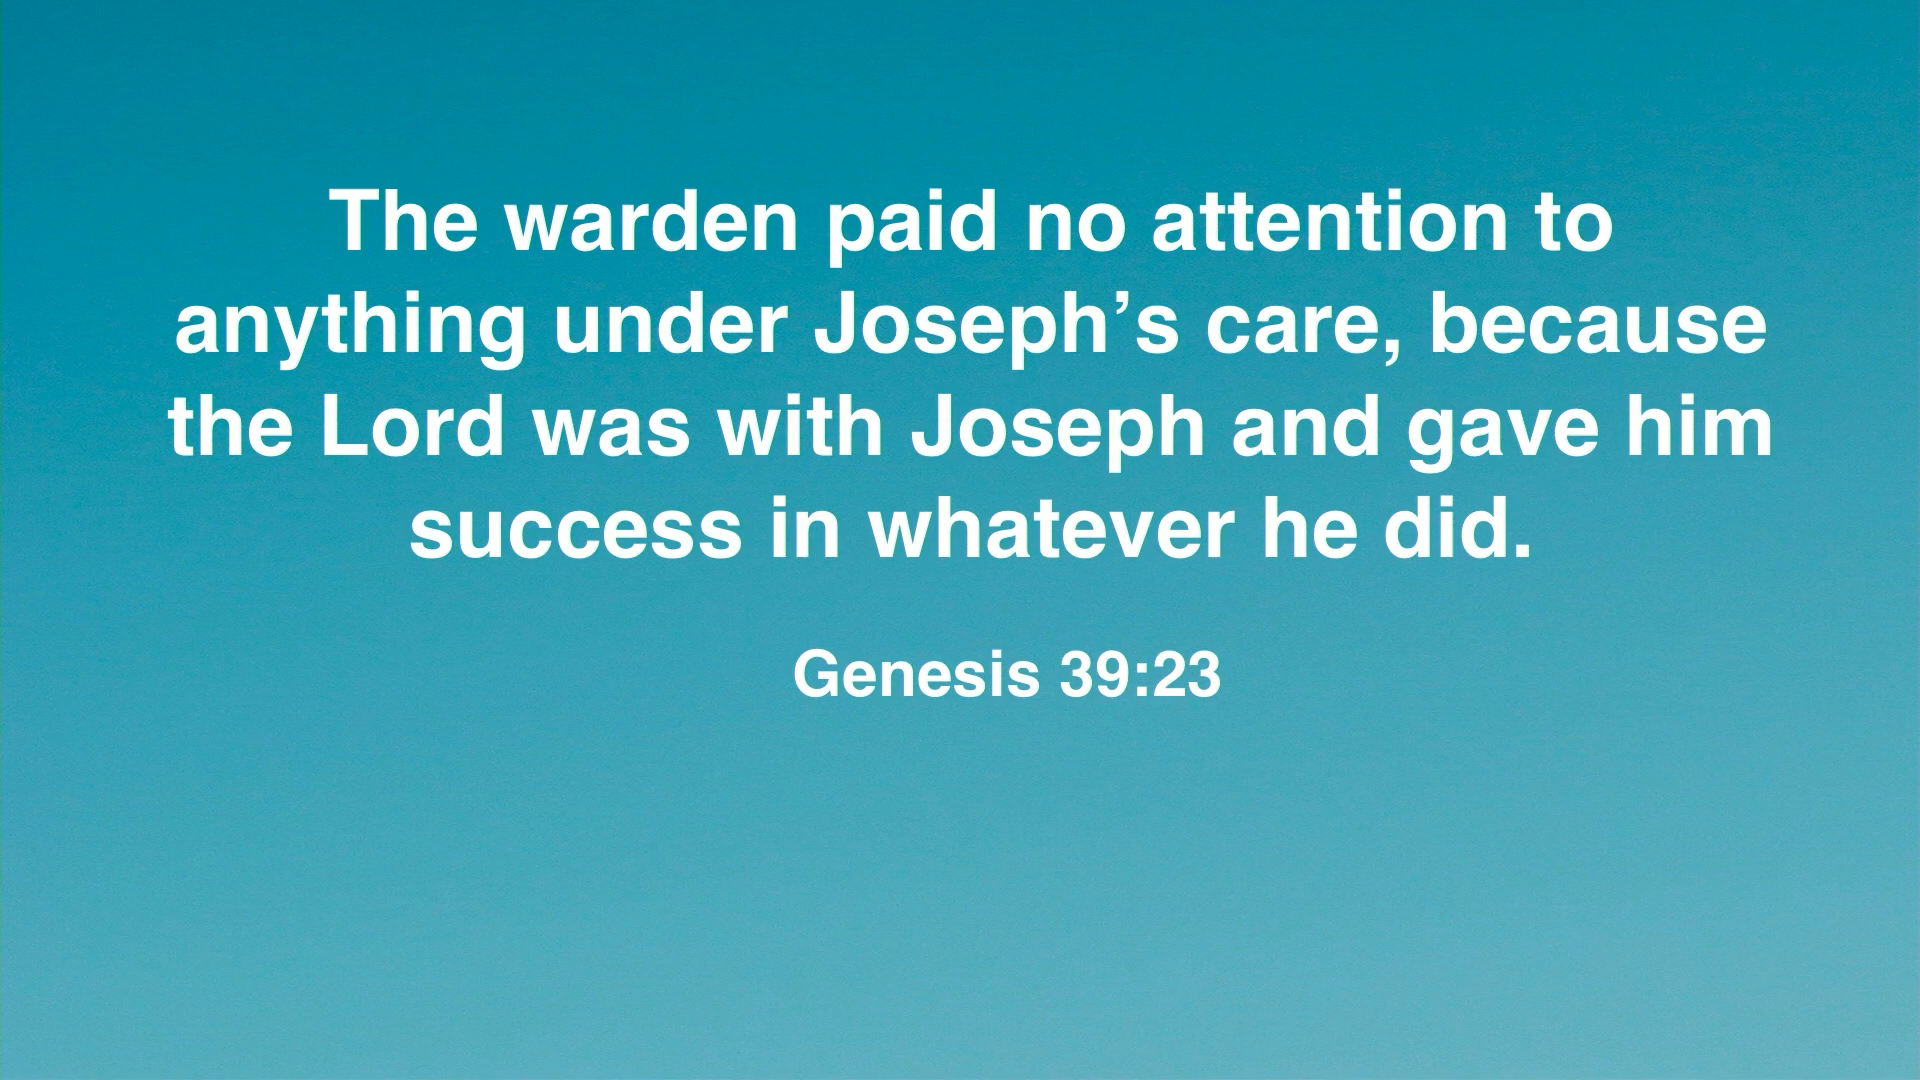 The warden paid no attention to
anything under Joseph’s care, because
the Lord was with Joseph and gave him
success in whatever he did.
Genesis 39:23